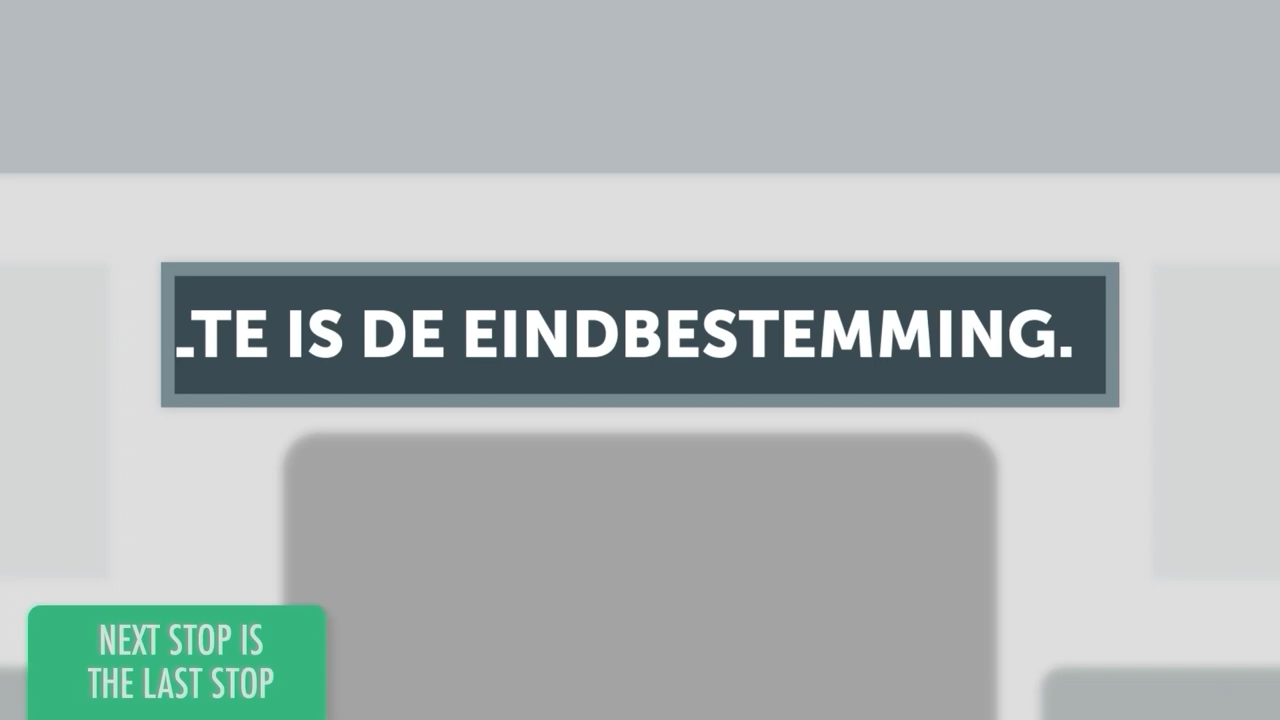 TE IS DE EINDBESTEMMING.
NEXT STOP IS
THE LAST STOP